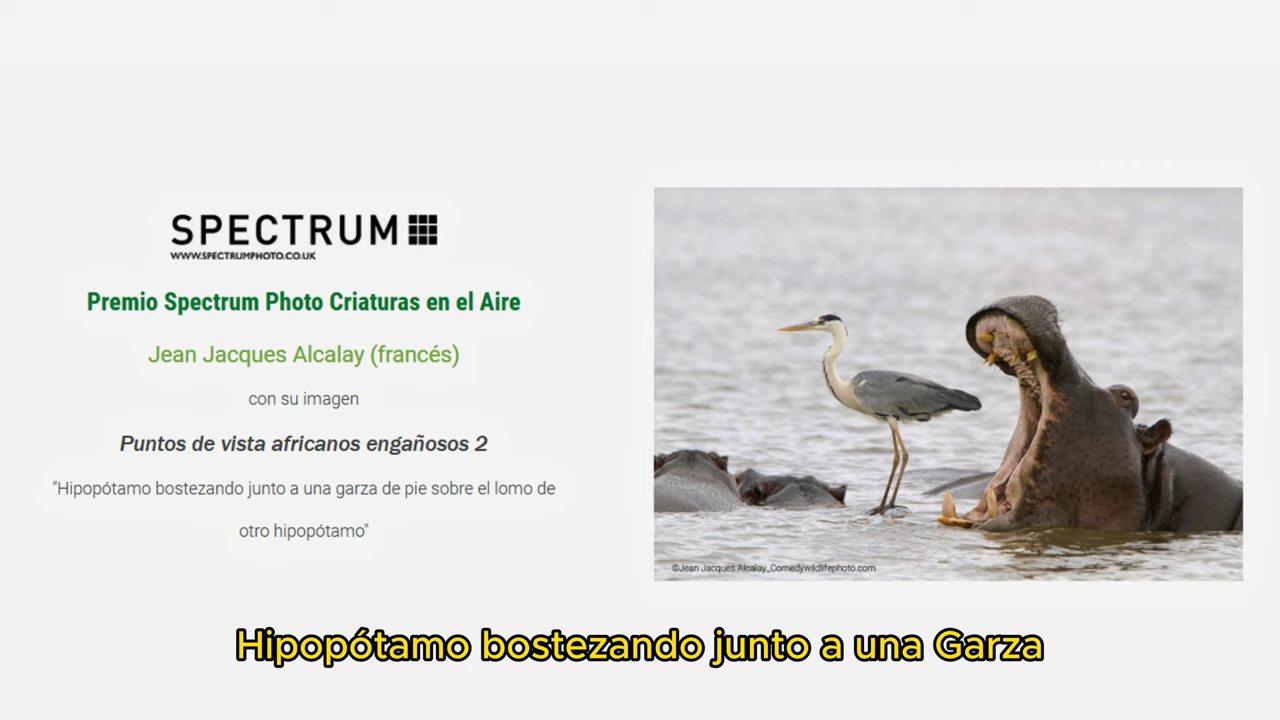 SPECTRUM
WWW.SPECTRUMPHOTO.CO.UK
Premio Spectrum Photo Criaturas en el Aire
Jean Jacques Alcalay (francés)
con su imagen
Puntos de vista africanos engañosos 2
"Hipopótamo bostezando junto a una garza de pie sobre el lomo de
otro hipopótamo"
©Jean Jacques Alcalay_Comedywildlifephoto.com
Hipopótamo bostezando junto a una Garza